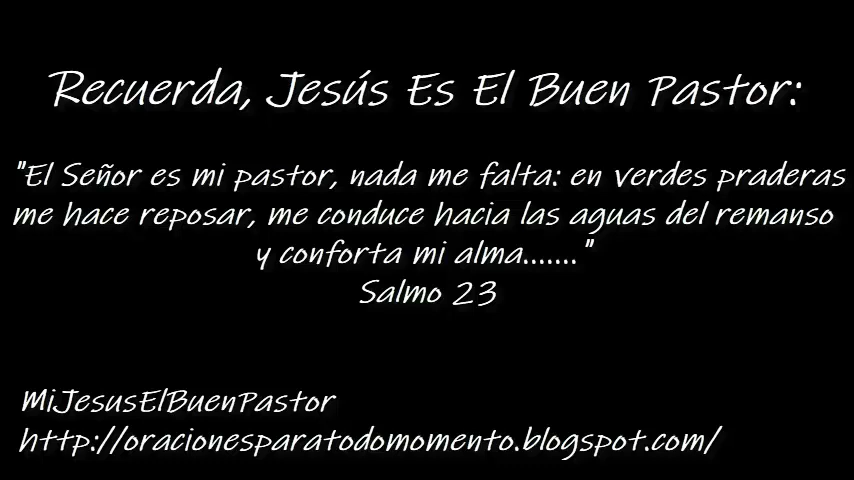 Recuerda, Jesús Es El Buen Pastor:
"El Señor es mi pastor, nada me falta: en verdes praderas
me hace reposar, me conduce hacia las aguas del remanso
y conforta mi alma......."
Salmo 23
MiJesusElBuenPastor
http://oracionesparatodomomento.blogspot.com/